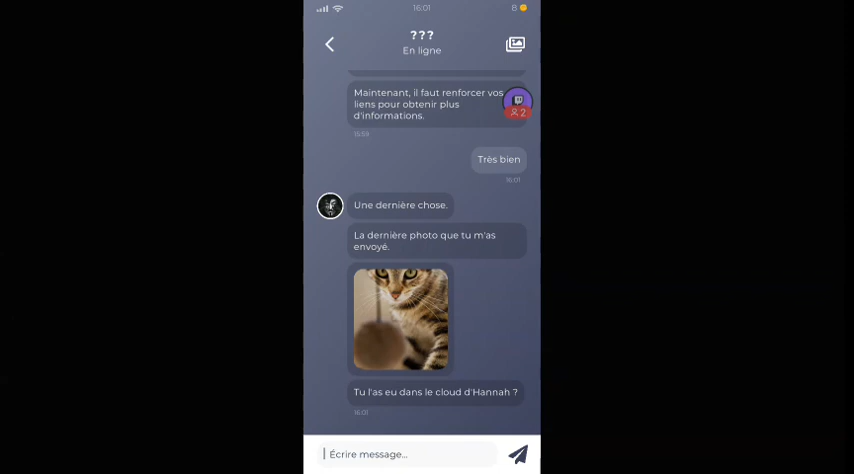 16:01
8
???
En ligne
Maintenant, il faut renforcer vos
liens pour obtenir plus
d'informations.
15:59
2
Très bien
16:01
Une dernière chose.
La dernière photo que tu m'as
envoyé.
Tu l'as eu dans le cloud d'Hannah ?
16:01
Écrire message...